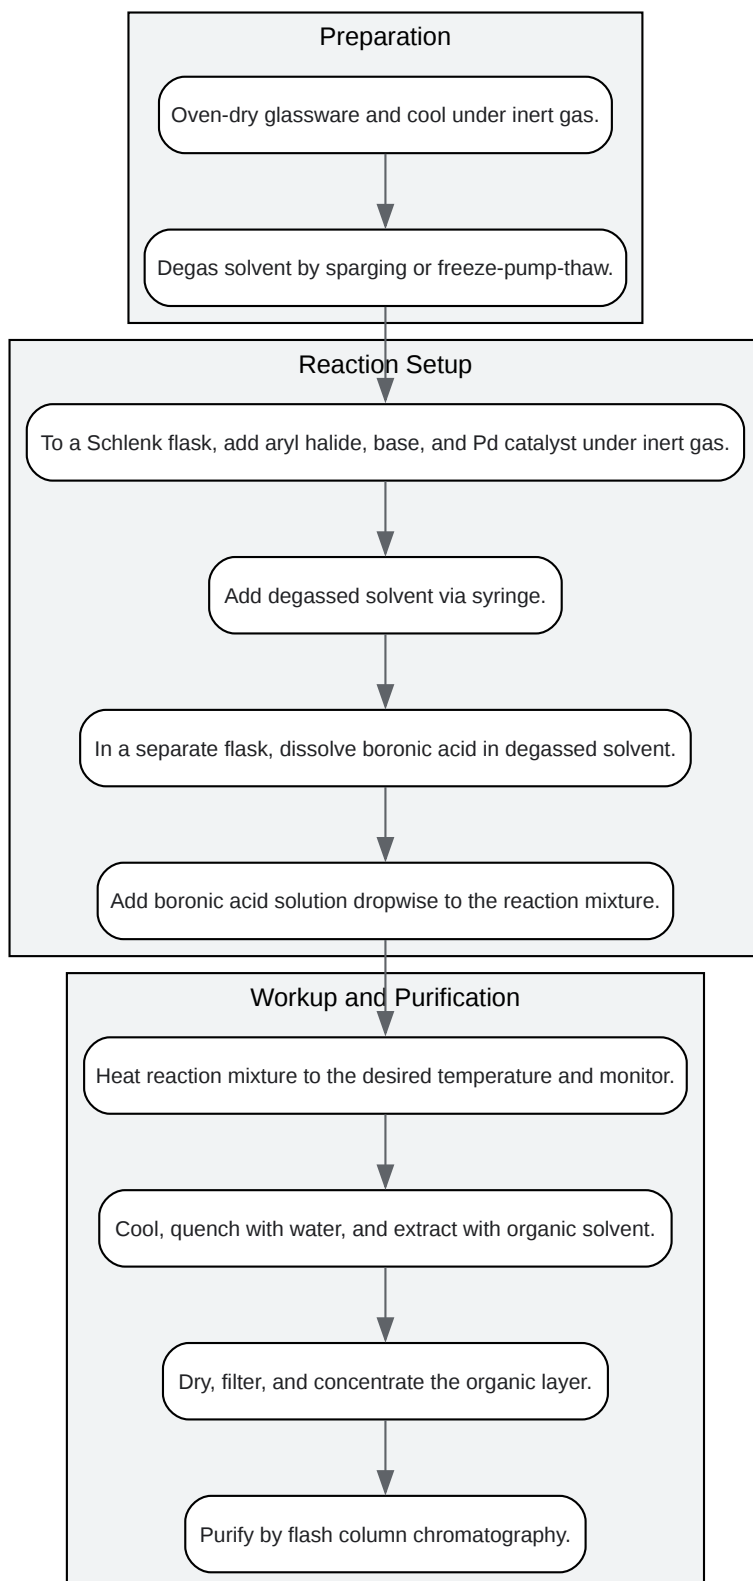 Preparation
Oven-dry glassware and cool under inert gas.
Degas solvent by sparging or freeze-pump-thaw.
Reaction Setup
To a Schlenk flask, add aryl halide, base, and Pd catalyst under inert gas.
Add degassed solvent via syringe.
In a separate flask, dissolve boronic acid in degassed solvent.
Add boronic acid solution dropwise to the reaction mixture.
Workup and Purification
Heat reaction mixture to the desired temperature and monitor.
Cool, quench with water, and extract with organic solvent.
Dry, filter, and concentrate the organic layer.
Purify by flash column chromatography.